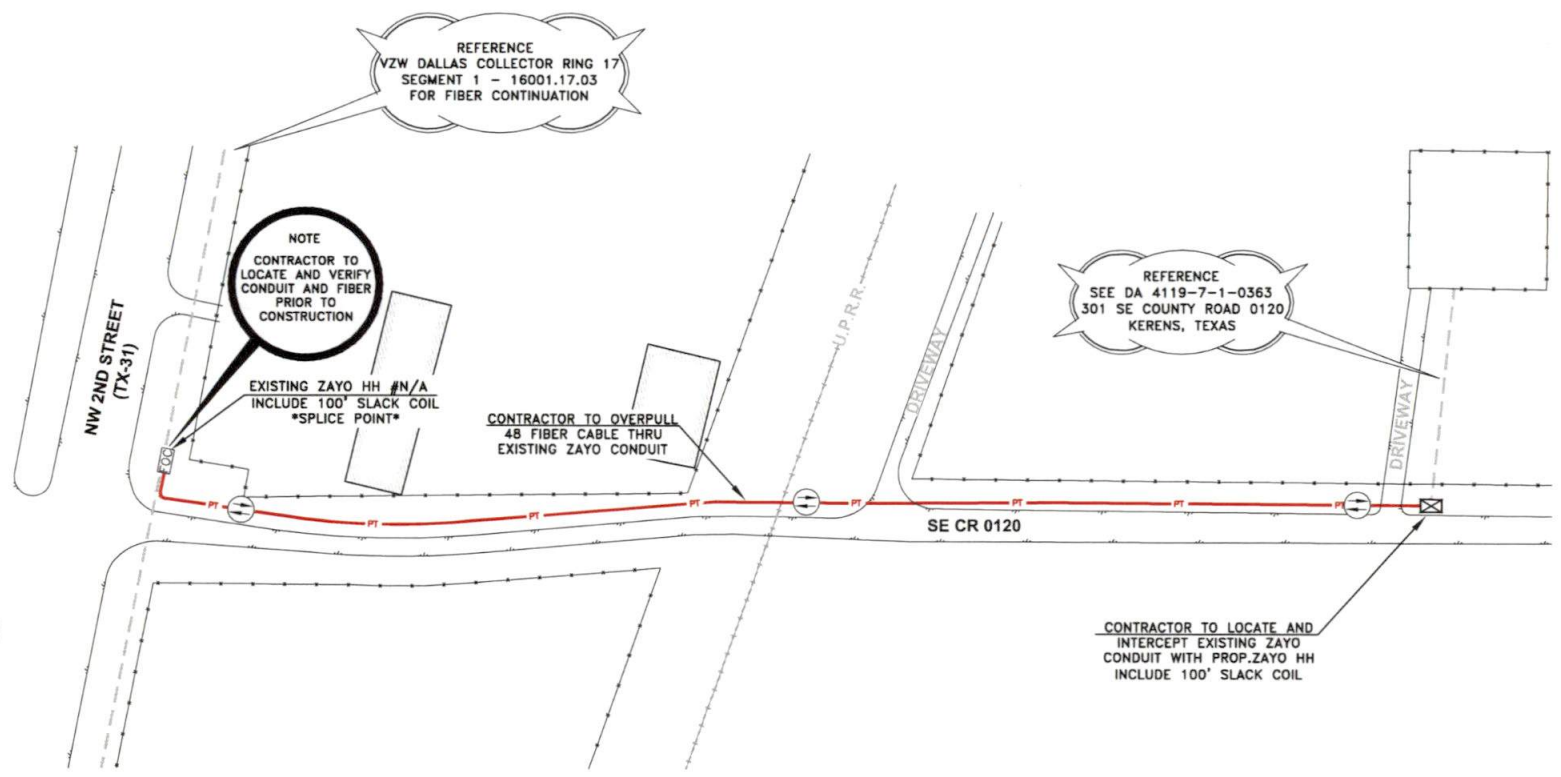 REFERENCE
VZW DALLAS COLLECTOR RING 17
SEGMENT 1 - 16001.17.03
FOR FIBER CONTINUATION
NOTE
CONTRACTOR TO
LOCATE AND VERIFY
CONDUIT AND FIBER
PRIOR TO
CONSTRUCTION
NW 2ND STREET
(TX-31)
EXISTING ZAYO HH #N/A
INCLUDE 100' SLACK COIL
*SPLICE POINT*
FOC
CONTRACTOR TO OVERPULL
48 FIBER CABLE THRU
EXISTING ZAYO CONDUIT
U.P.R.R.
DRIVEWAY
REFERENCE
SEE DA 4119-7-1-0363
301 SE COUNTY ROAD 0120
KERENS, TEXAS
DRIVEWAY
PT
PT
PT
PT
PT
PT
PT
PT
SE CR 0120
CONTRACTOR TO LOCATE AND
INTERCEPT EXISTING ZAYO
CONDUIT WITH PROP.ZAYO HH
INCLUDE 100' SLACK COIL